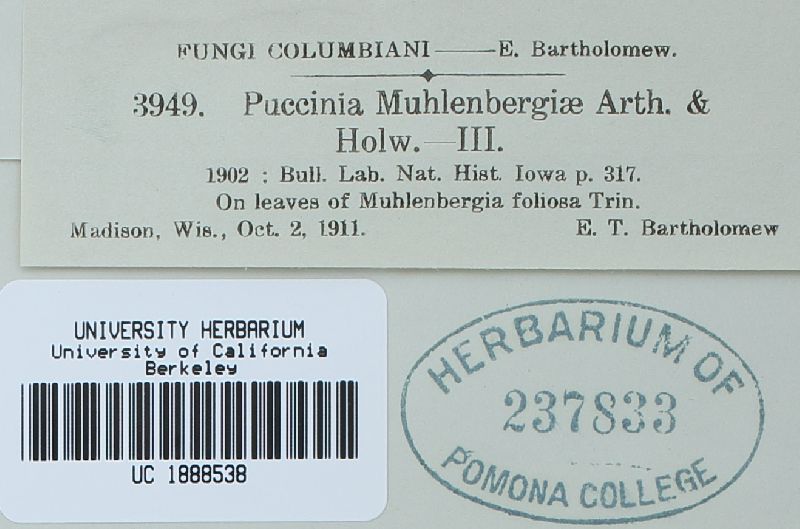 FUNGI COLUMBIANI——E. Bartholomew.
3949. Puccinia Muhlenbergiæ Arth. &
Holw.—III.
1902 : Bull. Lab. Nat. Hist. Iowa p. 317.
On leaves of Muhlenbergia foliosa Trin.
Madison, Wis., Oct. 2, 1911. E. T. Bartholomew
UNIVERSITY HERBARIUM
University of California
Berkeley
UC 1888538
HERBARIUM OF
237833
POMONA COLLEGE